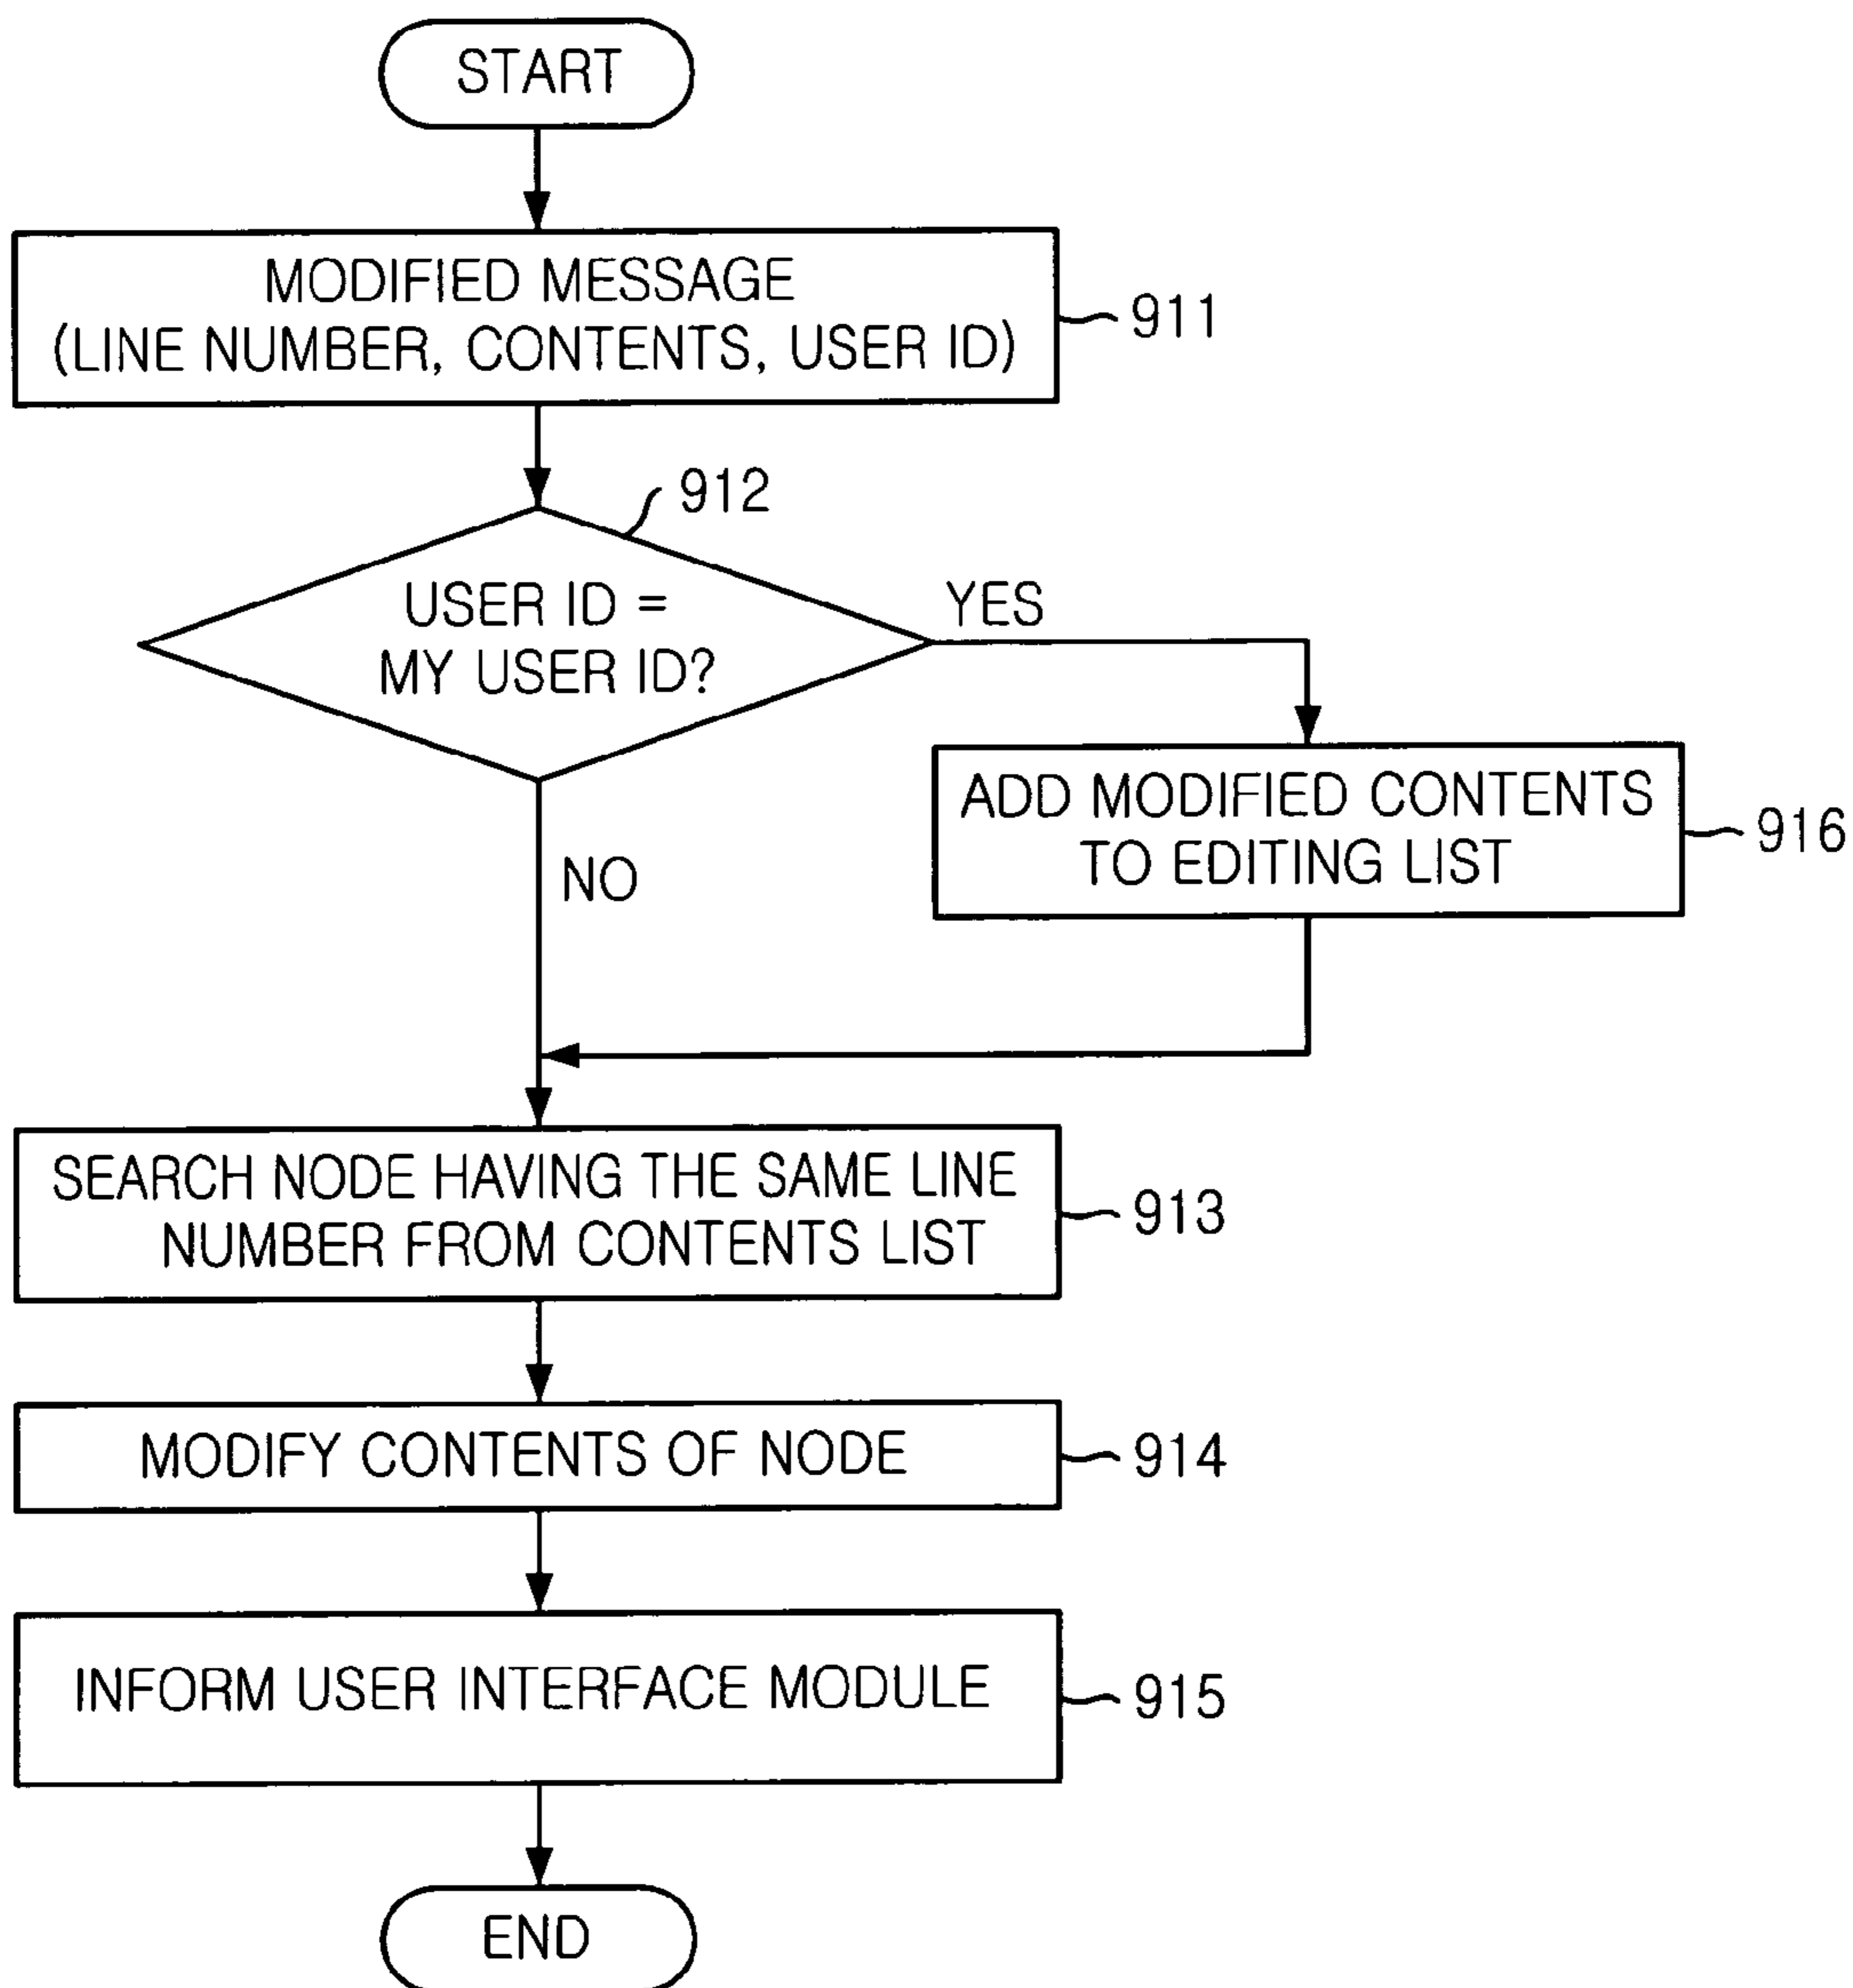 START
MODIFIED MESSAGE
(LINE NUMBER, CONTENTS, USER ID)
911
912
USER ID =
MY USER ID?
YES
ADD MODIFIED CONTENTS
TO EDITING LIST
916
NO
SEARCH NODE HAVING THE SAME LINE
NUMBER FROM CONTENTS LIST
913
MODIFY CONTENTS OF NODE
914
INFORM USER INTERFACE MODULE
915
END